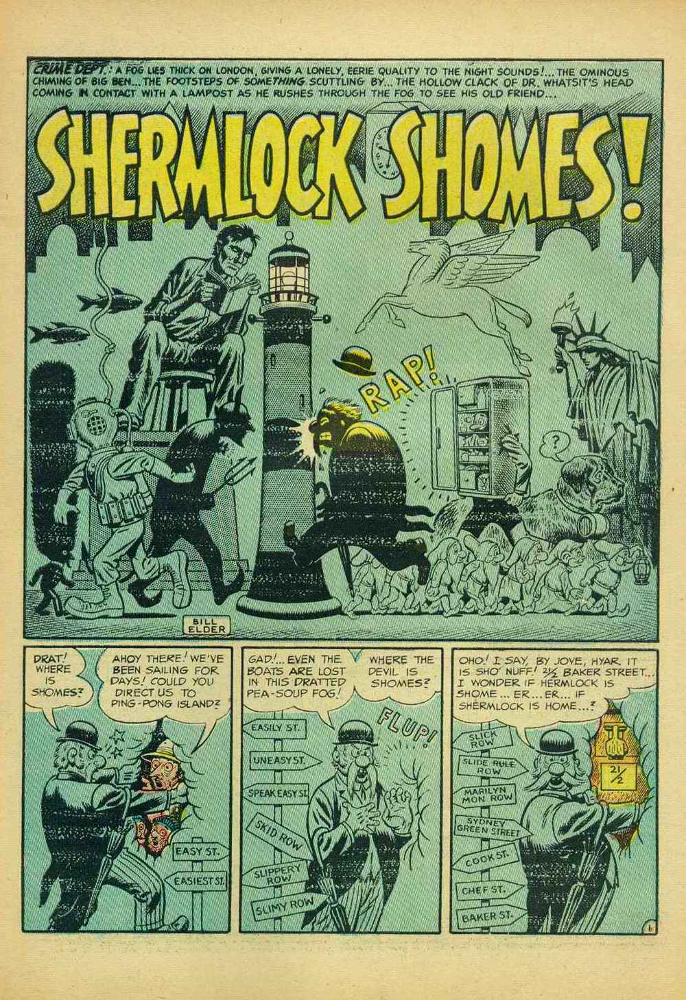 CRIME DEPT.: A FOG LIES THICK ON LONDON, GIVING A LONELY, EERIE QUALITY TO THE NIGHT SOUNDS!... THE OMINOUS
CHIMING OF BIG BEN... THE FOOTSTEPS OF SOMETHING SCUTTLING BY... THE HOLLOW CLACK OF DR. WHATSIT'S HEAD
COMING IN CONTACT WITH A LAMPOST AS HE RUSHES THROUGH THE FOG TO SEE HIS OLD FRIEND...
SHERMLOCK SHOMES!
RAP!
?
BILL
ELDER
DRAT!
WHERE
IS
SHOMES?
AHOY THERE! WE'VE
BEEN SAILING FOR
DAYS! COULD YOU
DIRECT US TO
PING-PONG ISLAND?
EASY ST.
EASIEST ST.
GAD!... EVEN THE
BOATS ARE LOST
IN THIS DRATTED
PEA-SOUP FOG!
WHERE THE
DEVIL IS
SHOMES?
FLUP!
EASILY ST.
UNEASY ST.
SPEAKEASY ST.
SKID ROW
SLIPPERY
ROW
SLIMY ROW
OHO! I SAY, BY JOVE, HYAR IT
IS SHO' NUFF! 21/2 BAKER STREET...
I WONDER IF HERMLOCK IS
SHOME... ER... ER... IF
SHERMLOCK IS HOME...?
SLICK
ROW
SLIDE RULE
ROW
MARILYN
MON ROW
SYDNEY
GREEN STREET
COOK ST.
CHEF ST.
BAKER ST.
21/2
1